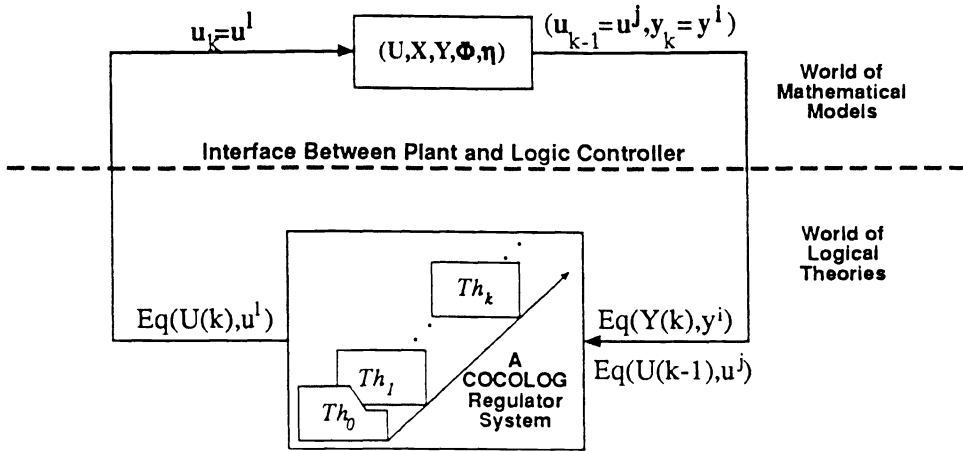 u_k=u^l
(U,X,Y,Φ,η)
(u_{k-1}=u^j,y_k=y^i)
World of
Mathematical
Models
Interface Between Plant and Logic Controller
World of
Logical
Theories
Eq(U(k),u^l)
Th_k
Th_1
Th_0
A
COCOLOG
Regulator
System
Eq(Y(k),y^i)
Eq(U(k-1),u^j)